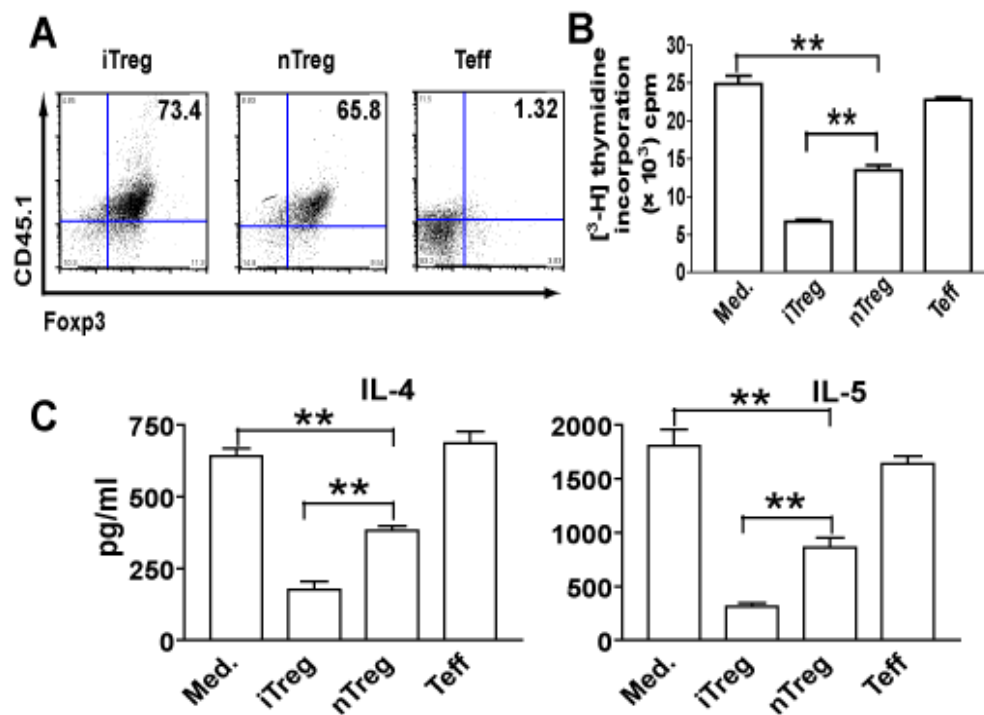 A
iTreg
nTreg
Teff
73.4
65.8
1.32
CD45.1
Foxp3
B
**
**
[³-H] thymidine
incorporation
(× 10³) cpm
30
25
20
15
10
5
0
Med.
iTreg
nTreg
Teff
C
IL-4
pg/ml
750
500
250
0
**
**
Med.
iTreg
nTreg
Teff
IL-5
2000
1500
1000
500
0
**
**
Med.
iTreg
nTreg
Teff